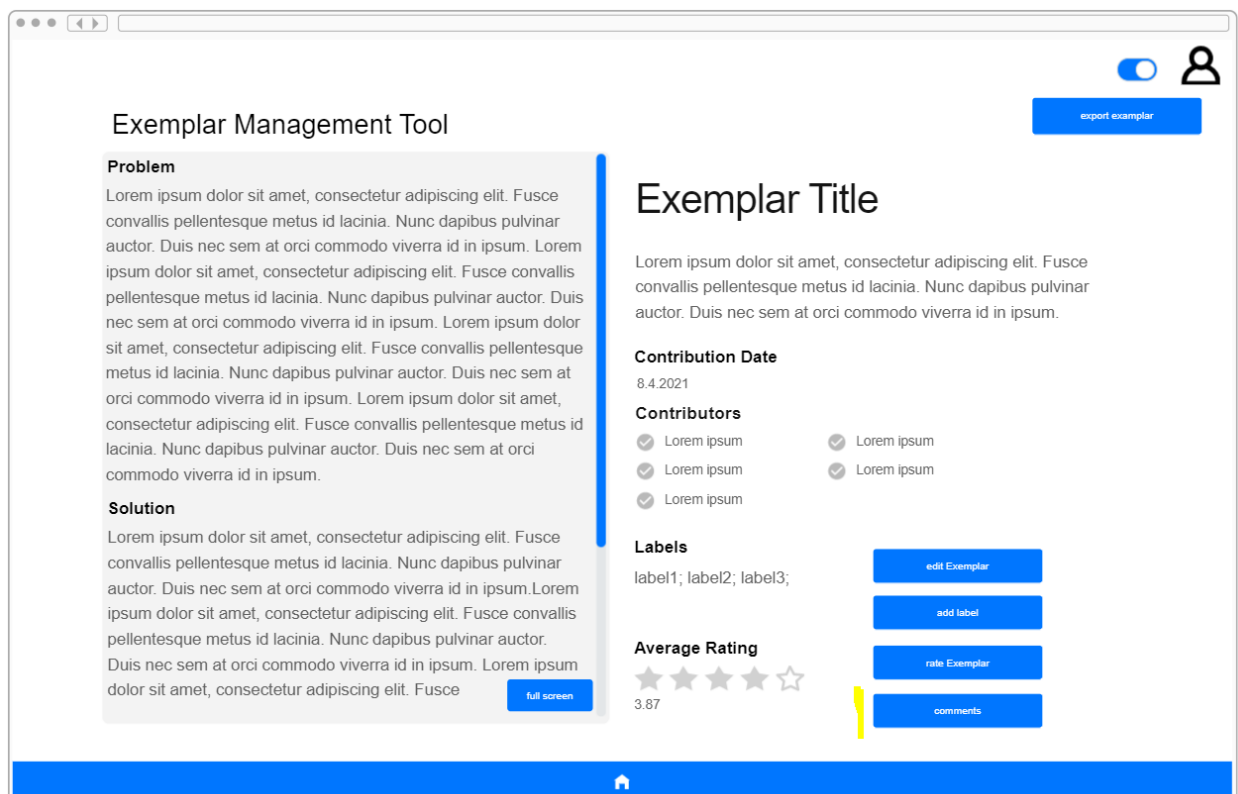 export examplar
Exemplar Management Tool
Problem
Lorem ipsum dolor sit amet, consectetur adipiscing elit. Fusce
convallis pellentesque metus id lacinia. Nunc dapibus pulvinar
auctor. Duis nec sem at orci commodo viverra id in ipsum. Lorem
ipsum dolor sit amet, consectetur adipiscing elit. Fusce convallis
pellentesque metus id lacinia. Nunc dapibus pulvinar auctor. Duis
nec sem at orci commodo viverra id in ipsum. Lorem ipsum dolor
sit amet, consectetur adipiscing elit. Fusce convallis pellentesque
metus id lacinia. Nunc dapibus pulvinar auctor. Duis nec sem at
orci commodo viverra id in ipsum. Lorem ipsum dolor sit amet,
consectetur adipiscing elit. Fusce convallis pellentesque metus id
lacinia. Nunc dapibus pulvinar auctor. Duis nec sem at orci
commodo viverra id in ipsum.
Solution
Lorem ipsum dolor sit amet, consectetur adipiscing elit. Fusce
convallis pellentesque metus id lacinia. Nunc dapibus pulvinar
auctor. Duis nec sem at orci commodo viverra id in ipsum.Lorem
ipsum dolor sit amet, consectetur adipiscing elit. Fusce convallis
pellentesque metus id lacinia. Nunc dapibus pulvinar auctor.
Duis nec sem at orci commodo viverra id in ipsum. Lorem ipsum
dolor sit amet, consectetur adipiscing elit. Fusce
full screen
Exemplar Title
Lorem ipsum dolor sit amet, consectetur adipiscing elit. Fusce
convallis pellentesque metus id lacinia. Nunc dapibus pulvinar
auctor. Duis nec sem at orci commodo viverra id in ipsum.
Contribution Date
8.4.2021
Contributors
Lorem ipsum
Lorem ipsum
Lorem ipsum
Lorem ipsum
Lorem ipsum
Labels
label1; label2; label3;
Average Rating
3.87
edit Exemplar
add label
rate Exemplar
comments